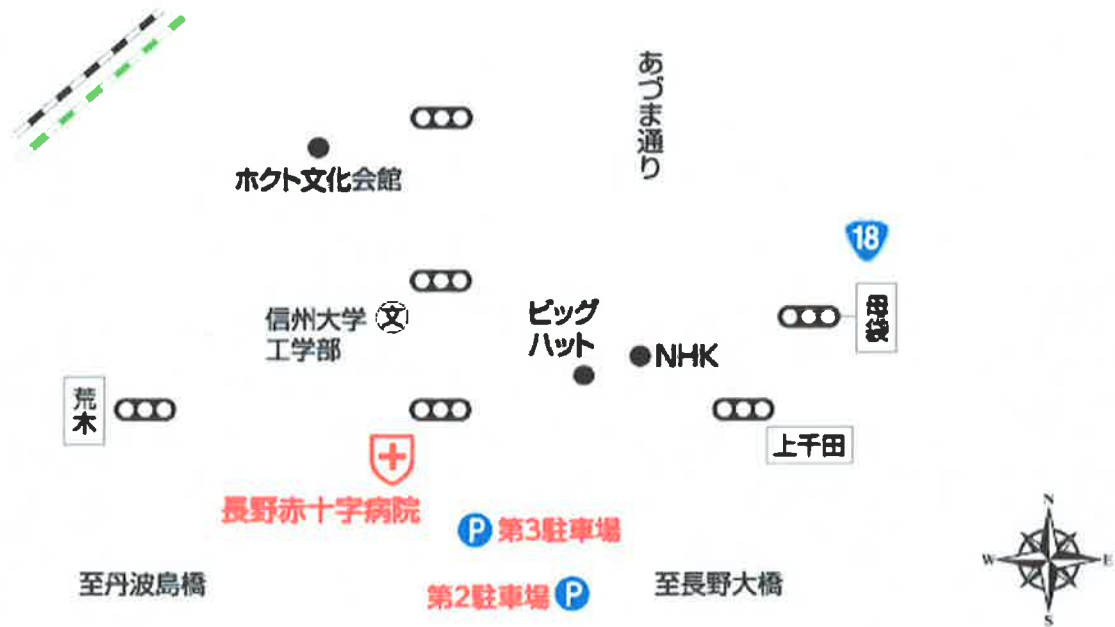 あづま通り
ホクト文化会館
18
信州大学
工学部
文
ビッグ
ハット
NHK
母袋
荒木
上千田
長野赤十字病院
P 第3駐車場
至丹波島橋
第2駐車場 P
至長野大橋
N
W E
S